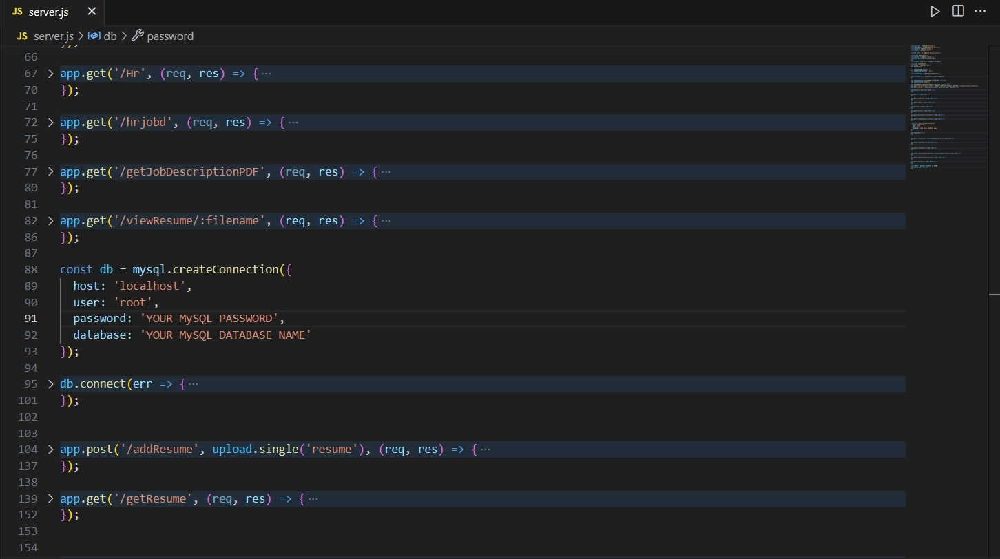 JS server.js ×
JS server.js > db > password
66
67 > app.get('/Hr', (req, res) => { ⋯
70 });
71
72 > app.get('/hrjobd', (req, res) => { ⋯
75 });
76
77 > app.get('/getJobDescriptionPDF', (req, res) => { ⋯
80 });
81
82 > app.get('/viewResume/:filename', (req, res) => { ⋯
86 });
87
88 const db = mysql.createConnection({
89 host: 'localhost',
90 user: 'root',
91 password: 'YOUR MySQL PASSWORD',
92 database: 'YOUR MySQL DATABASE NAME'
93 });
94
95 > db.connect(err => { ⋯
101 });
102
103
104 > app.post('/addResume', upload.single('resume'), (req, res) => { ⋯
137 });
138
139 > app.get('/getResume', (req, res) => { ⋯
152 });
153
154